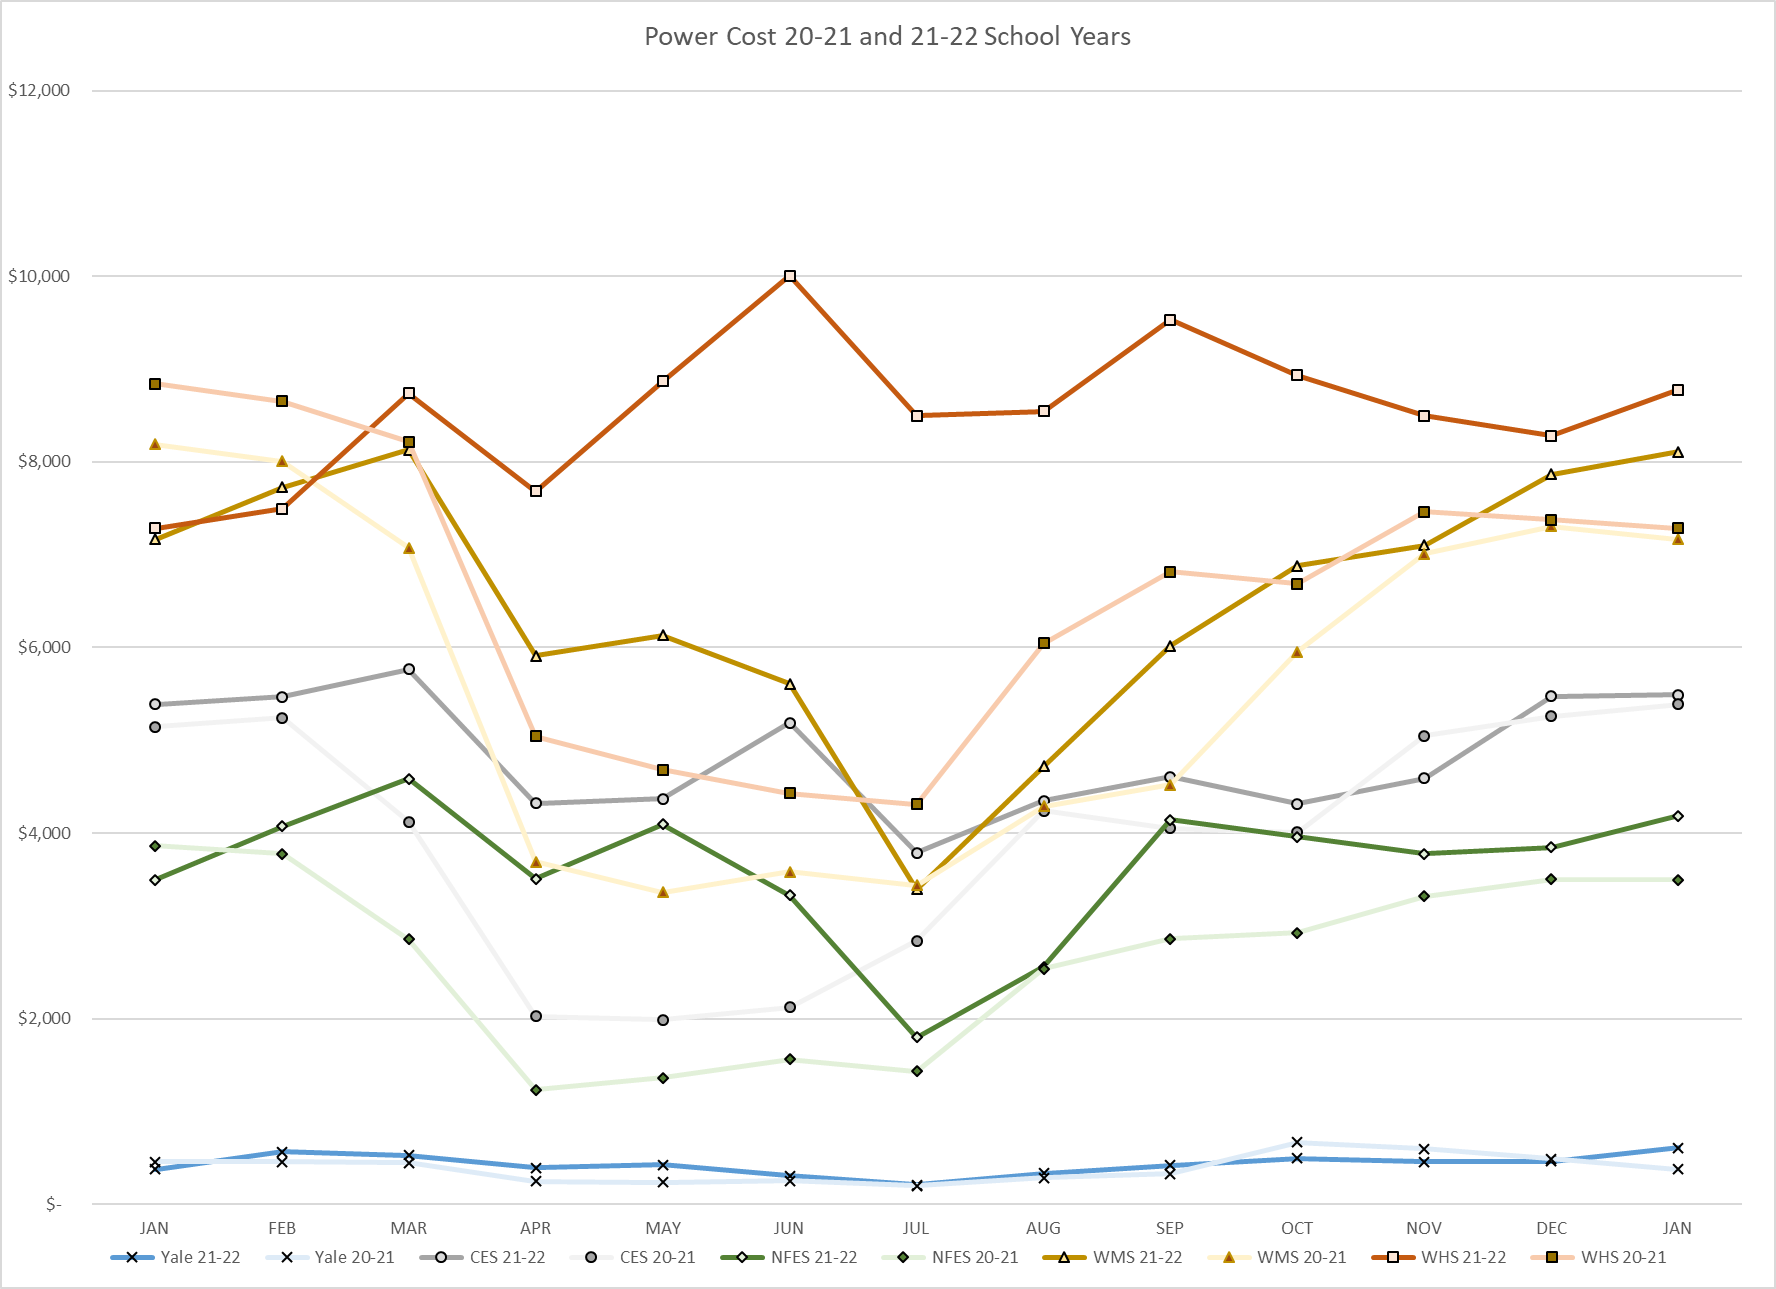 Power Cost 20-21 and 21-22 School Years
$12,000
$10,000
$8,000
$6,000
$4,000
$2,000
$-
JAN FEB MAR APR MAY JUN JUL AUG SEP OCT NOV DEC JAN
Yale 21-22 Yale 20-21 CES 21-22 CES 20-21 NFES 21-22 NFES 20-21 WMS 21-22 WMS 20-21 WHS 21-22 WHS 20-21